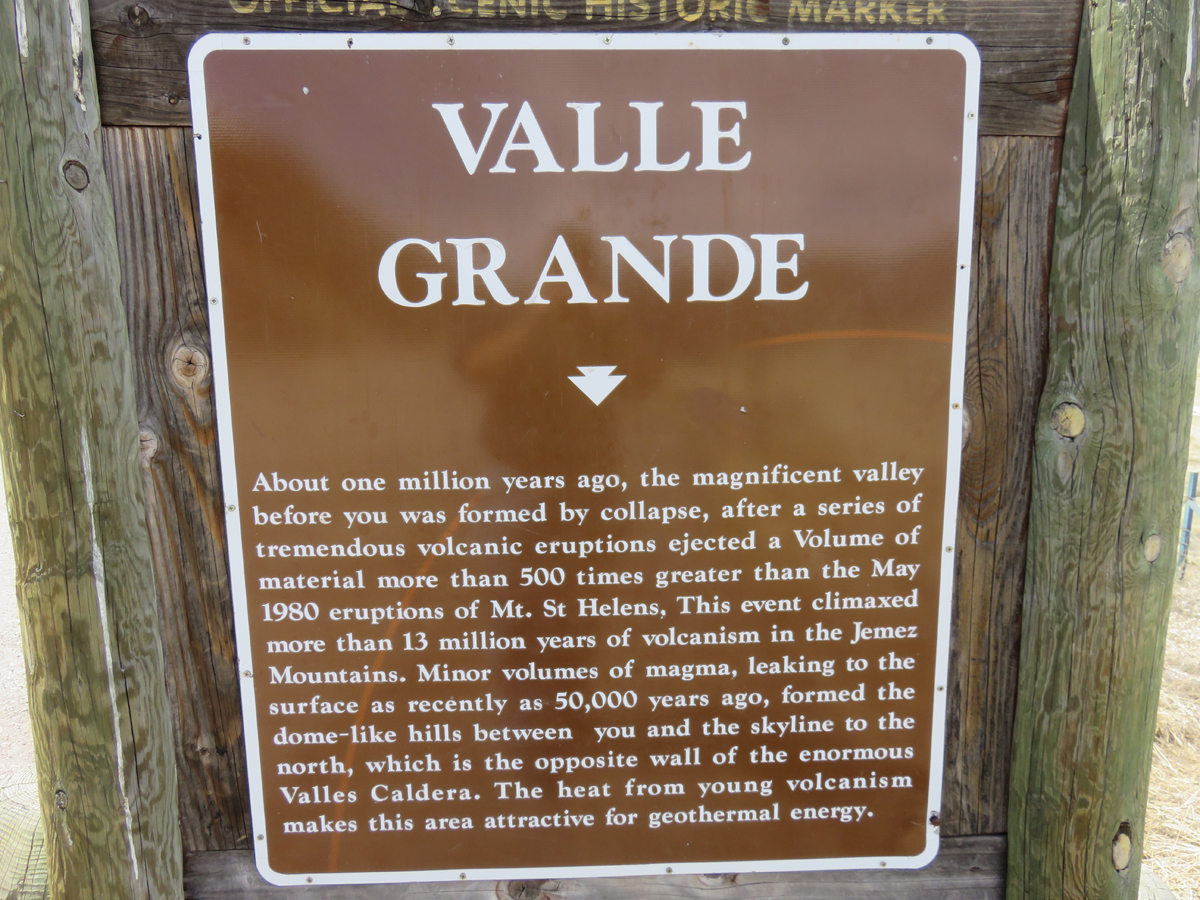 OFFICIAL SCENIC HISTORIC MARKER
VALLE
GRANDE
About one million years ago, the magnificent valley
before you was formed by collapse, after a series of
tremendous volcanic eruptions ejected a Volume of
material more than 500 times greater than the May
1980 eruptions of Mt. St Helens, This event climaxed
more than 13 million years of volcanism in the Jemez
Mountains. Minor volumes of magma, leaking to the
surface as recently as 50,000 years ago, formed the
dome-like hills between you and the skyline to the
north, which is the opposite wall of the enormous
Valles Caldera. The heat from young volcanism
makes this area attractive for geothermal energy.